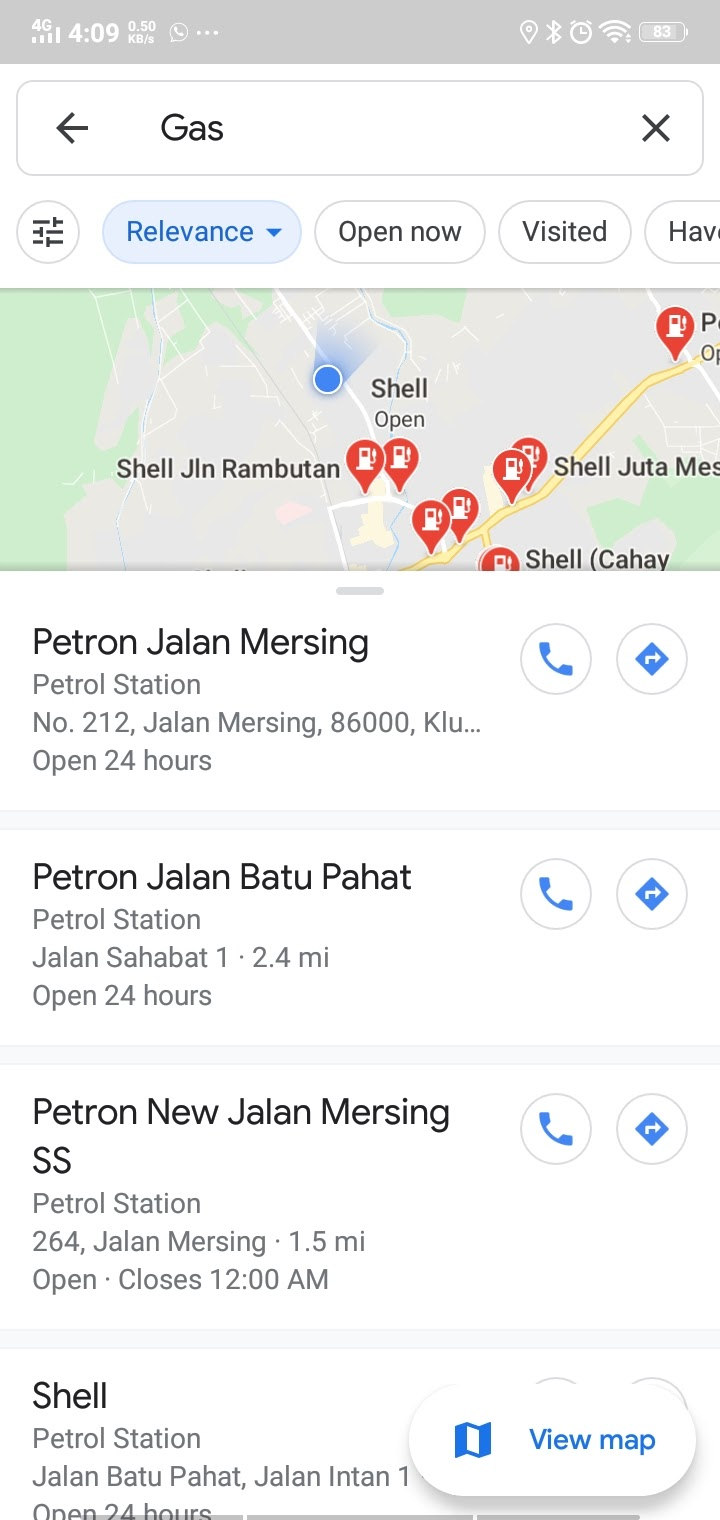 4G 4:09 0.50 KB/s ... 83
Gas
Relevance Open now Visited Have
Shell
Open
Shell Jln Rambutan
Shell Juta Mes
Shell (Cahay
Petron Jalan Mersing
Petrol Station
No. 212, Jalan Mersing, 86000, Klu...
Open 24 hours
Petron Jalan Batu Pahat
Petrol Station
Jalan Sahabat 1 · 2.4 mi
Open 24 hours
Petron New Jalan Mersing
SS
Petrol Station
264, Jalan Mersing · 1.5 mi
Open · Closes 12:00 AM
Shell
Petrol Station
View map
Jalan Batu Pahat, Jalan Intan 1
Open 24 hours